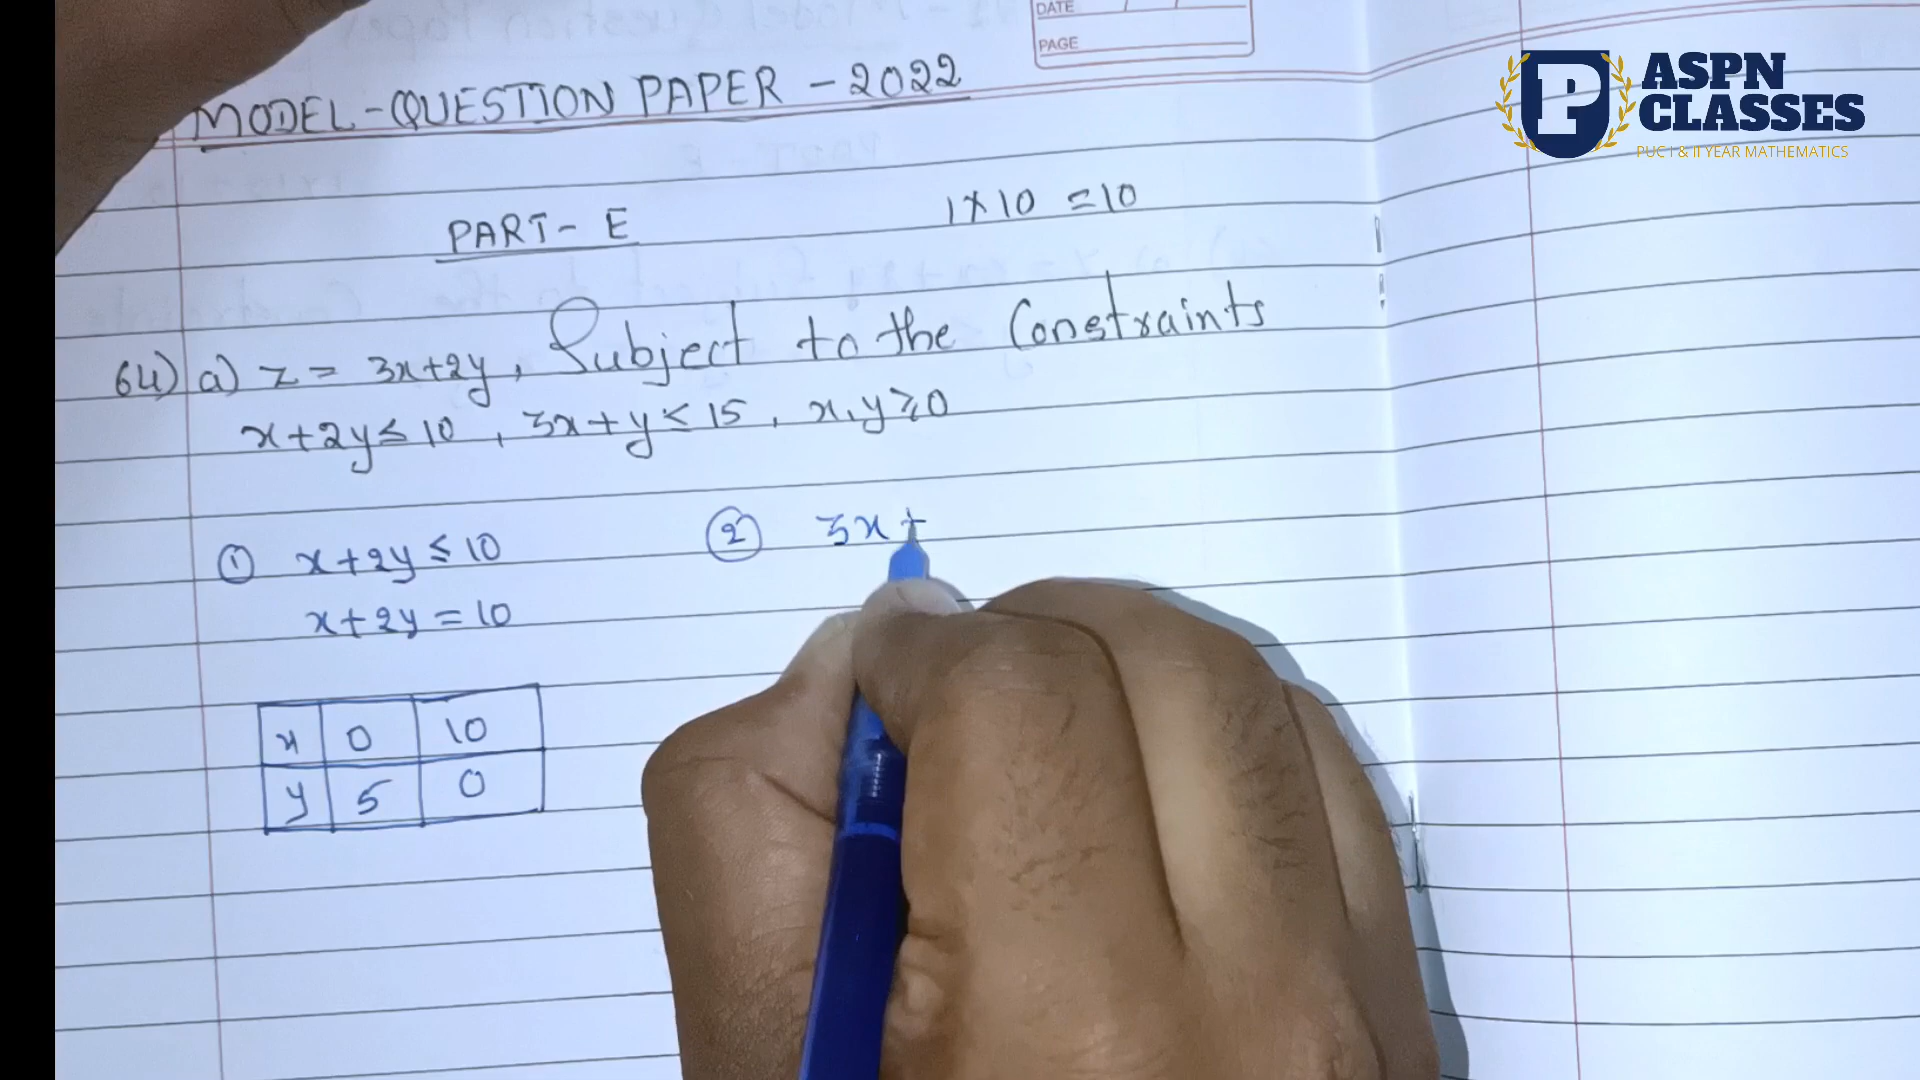 DATE / /
PAGE
ASPN
CLASSES
PUC I & II YEAR MATHEMATICS
MODEL-QUESTION PAPER - 2022
PART- E 1×10 =10
64) a) z = 3x+2y, Subject to the Constraints
x+2y≤10, 3x+y<15, x,y≥0
① x+2y≤10 ② 3x+
x+2y=10
x 0 10
y 5 0